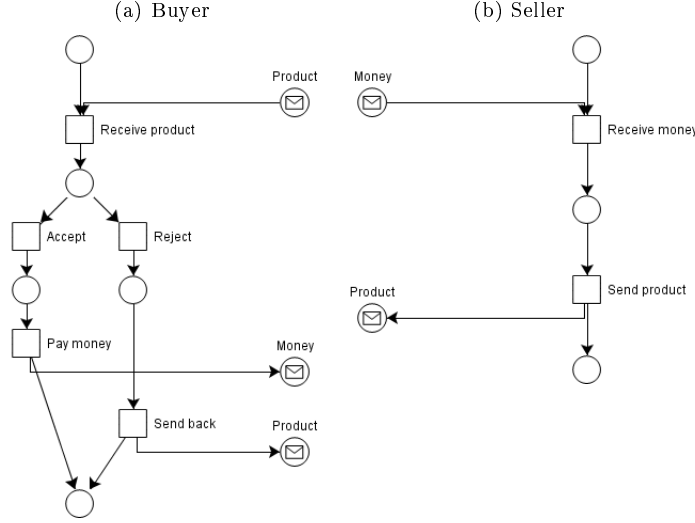 (a) Buyer
(b) Seller
Product
Money
Receive product
Receive money
Accept
Reject
Product
Send product
Pay money
Money
Send back
Product